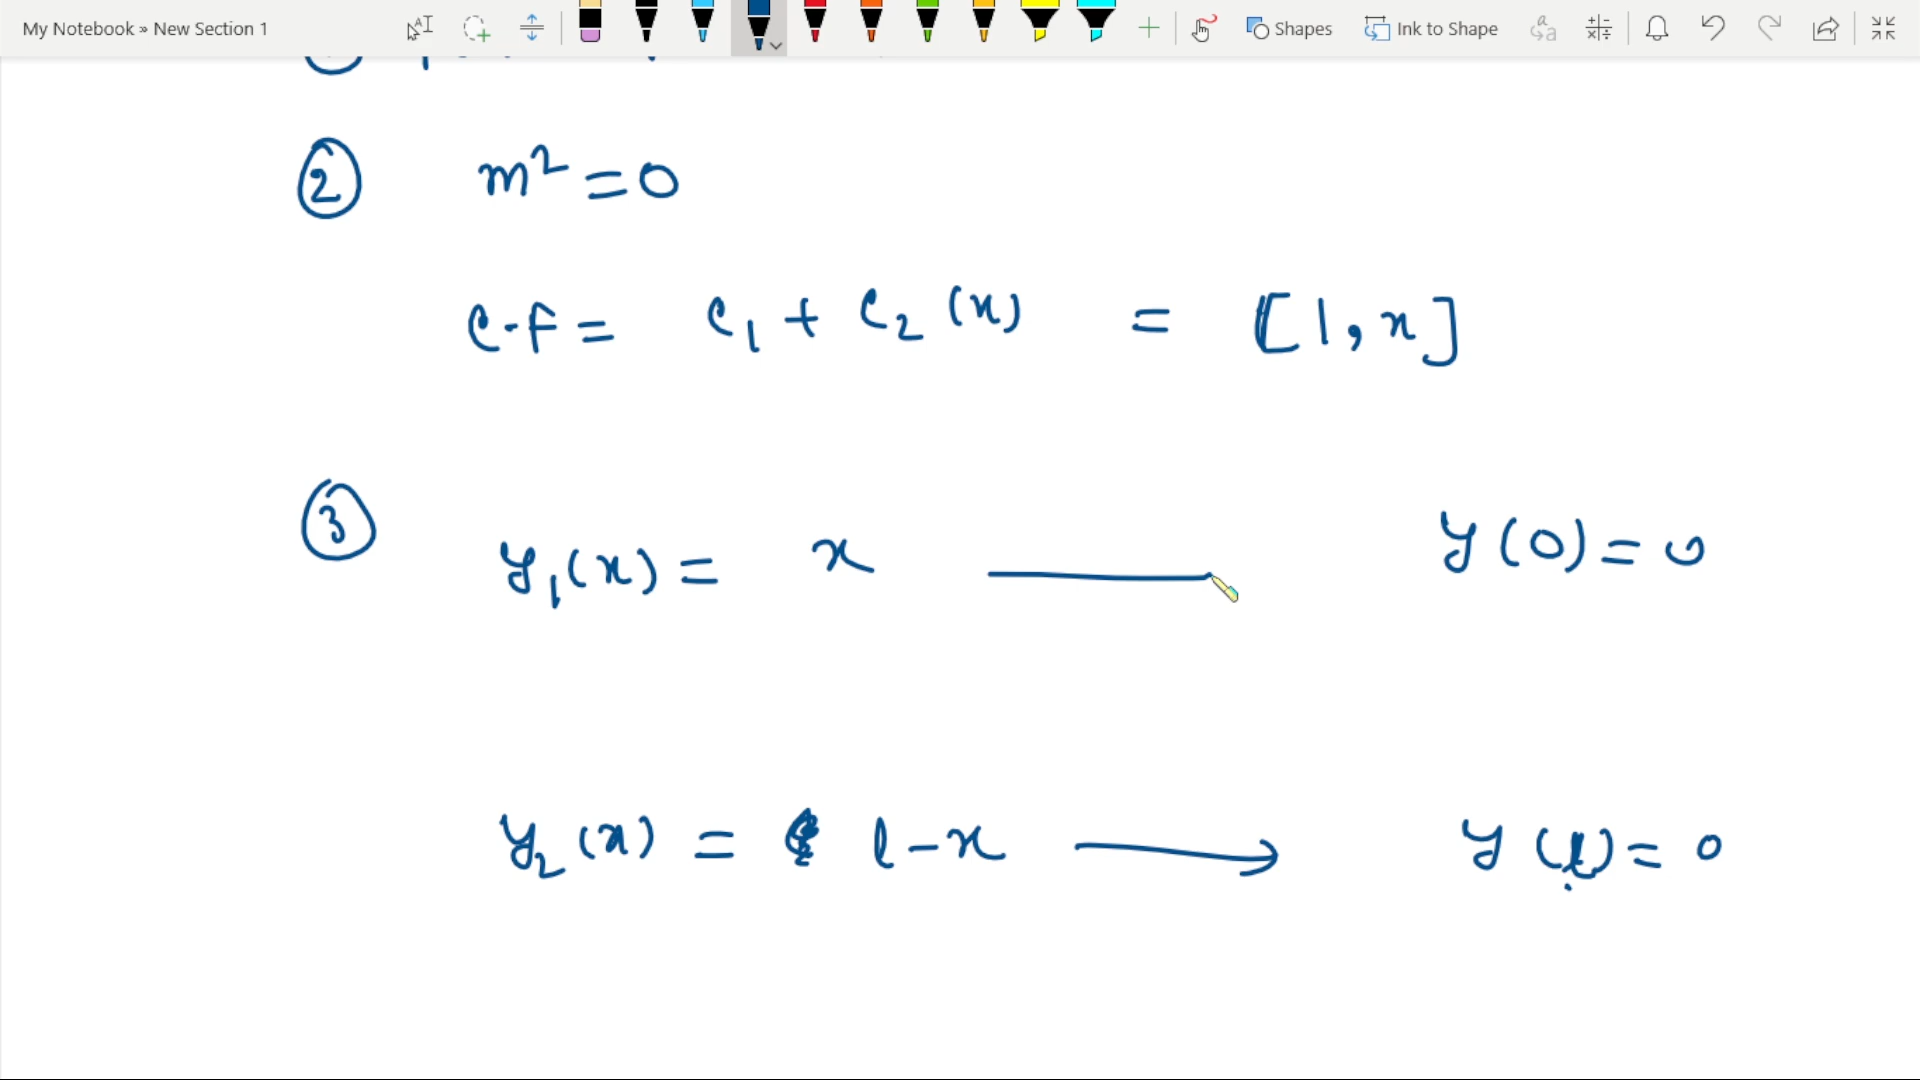 My Notebook » New Section 1 Shapes Ink to Shape
② m² = 0
C.F = C₁ + C₂ (x) = [1, x]
③ y₁(x) = x y(0) = 0
y₂(x) = l - x → y(l) = 0